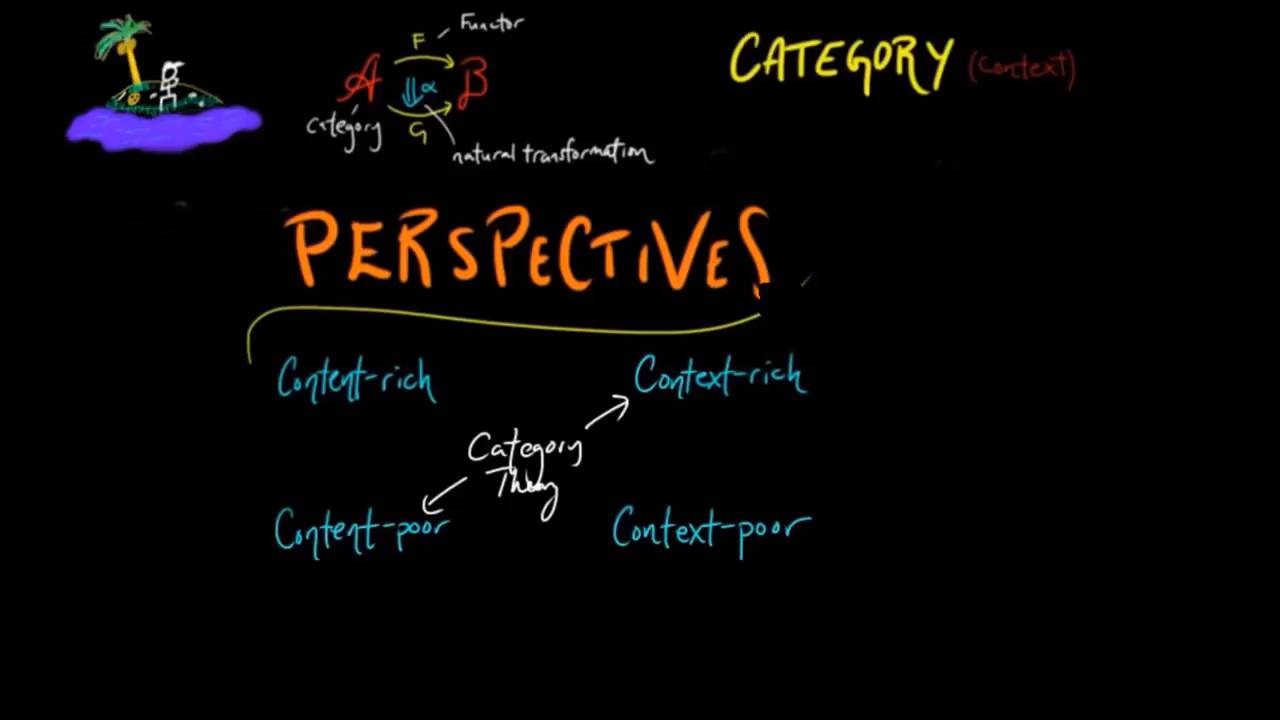 Functor
F
CATEGORY (Context)
A α B
category
G
natural transformation
PERSPECTIVES
Content-rich
Context-rich
Category
Theory
Content-poor
Context-poor